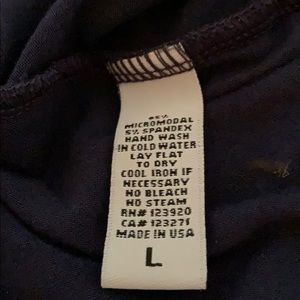 95%
MICROMODAL
5% SPANDEX
HAND WASH
IN COLD WATER
LAY FLAT
TO DRY
COOL IRON IF
NECESSARY
NO BLEACH
NO STEAM
RN# 123920
CA# 123271
MADE IN USA
L